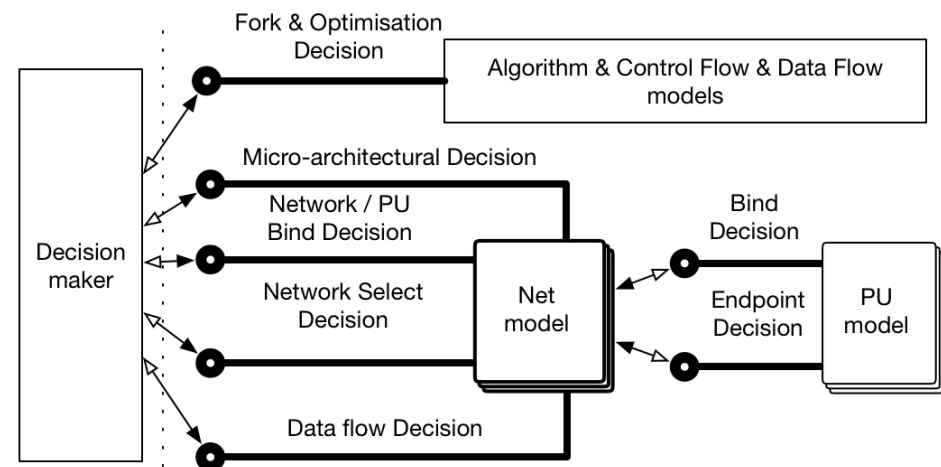 Fork & Optimisation
Decision
Algorithm & Control Flow & Data Flow
models
Micro-architectural Decision
Network / PU
Bind Decision
Bind
Decision
Decision
maker
Network Select
Decision
Net
model
Endpoint
Decision
PU
model
Data flow Decision